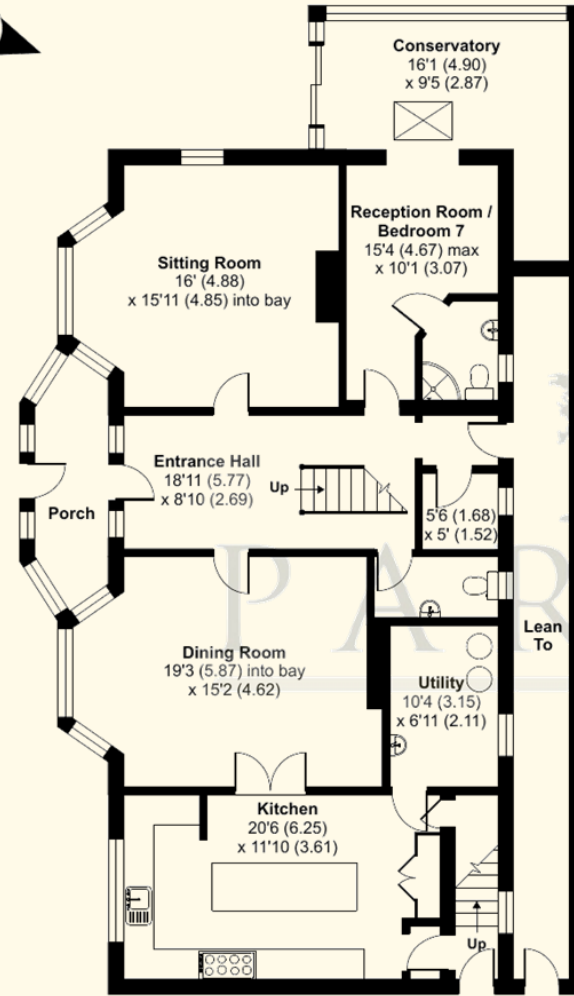 Conservatory
16'1 (4.90)
x 9'5 (2.87)
Reception Room /
Bedroom 7
15'4 (4.67) max
x 10'1 (3.07)
Sitting Room
16' (4.88)
x 15'11 (4.85) into bay
Entrance Hall
18'11 (5.77)
x 8'10 (2.69)
Up
5'6 (1.68)
x 5' (1.52)
Porch
PAR
Lean
To
Dining Room
19'3 (5.87) into bay
x 15'2 (4.62)
Utility
10'4 (3.15)
x 6'11 (2.11)
Kitchen
20'6 (6.25)
x 11'10 (3.61)
Up